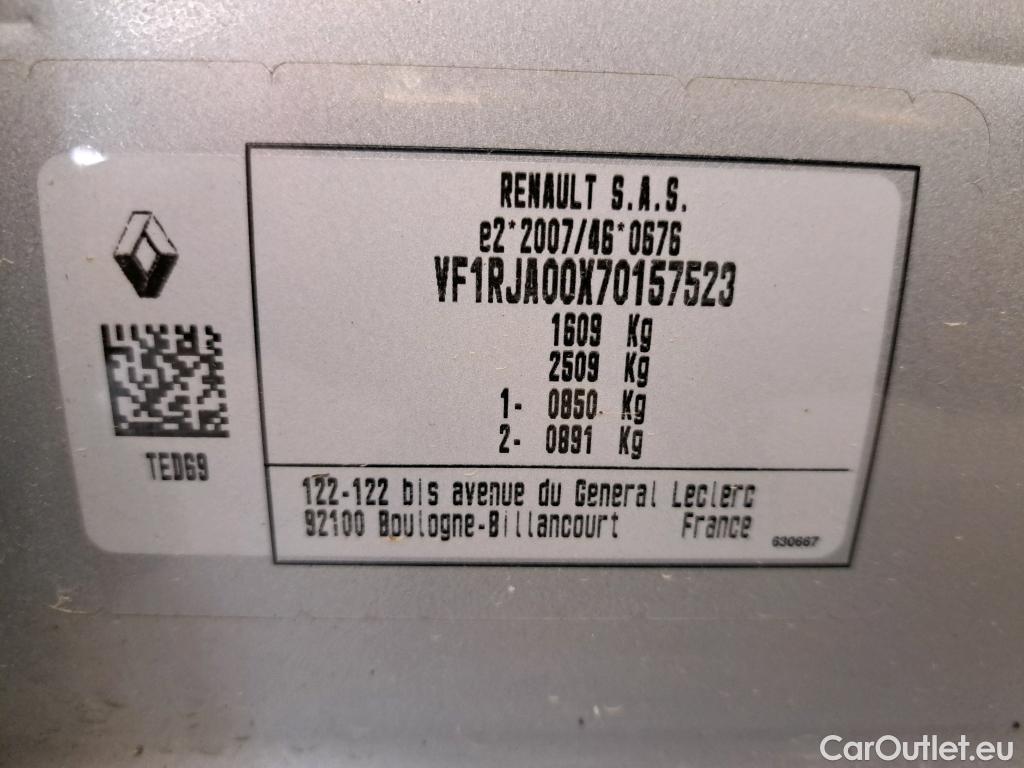 RENAULT S.A.S.
e2*2007/46*0676
VF1RJA00X70157523
1609 Kg
2509 Kg
1- 0850 Kg
2- 0891 Kg
TED69
122-122 bis avenue du General Leclerc
92100 Boulogne-Billancourt France
630667
CarOutlet.eu